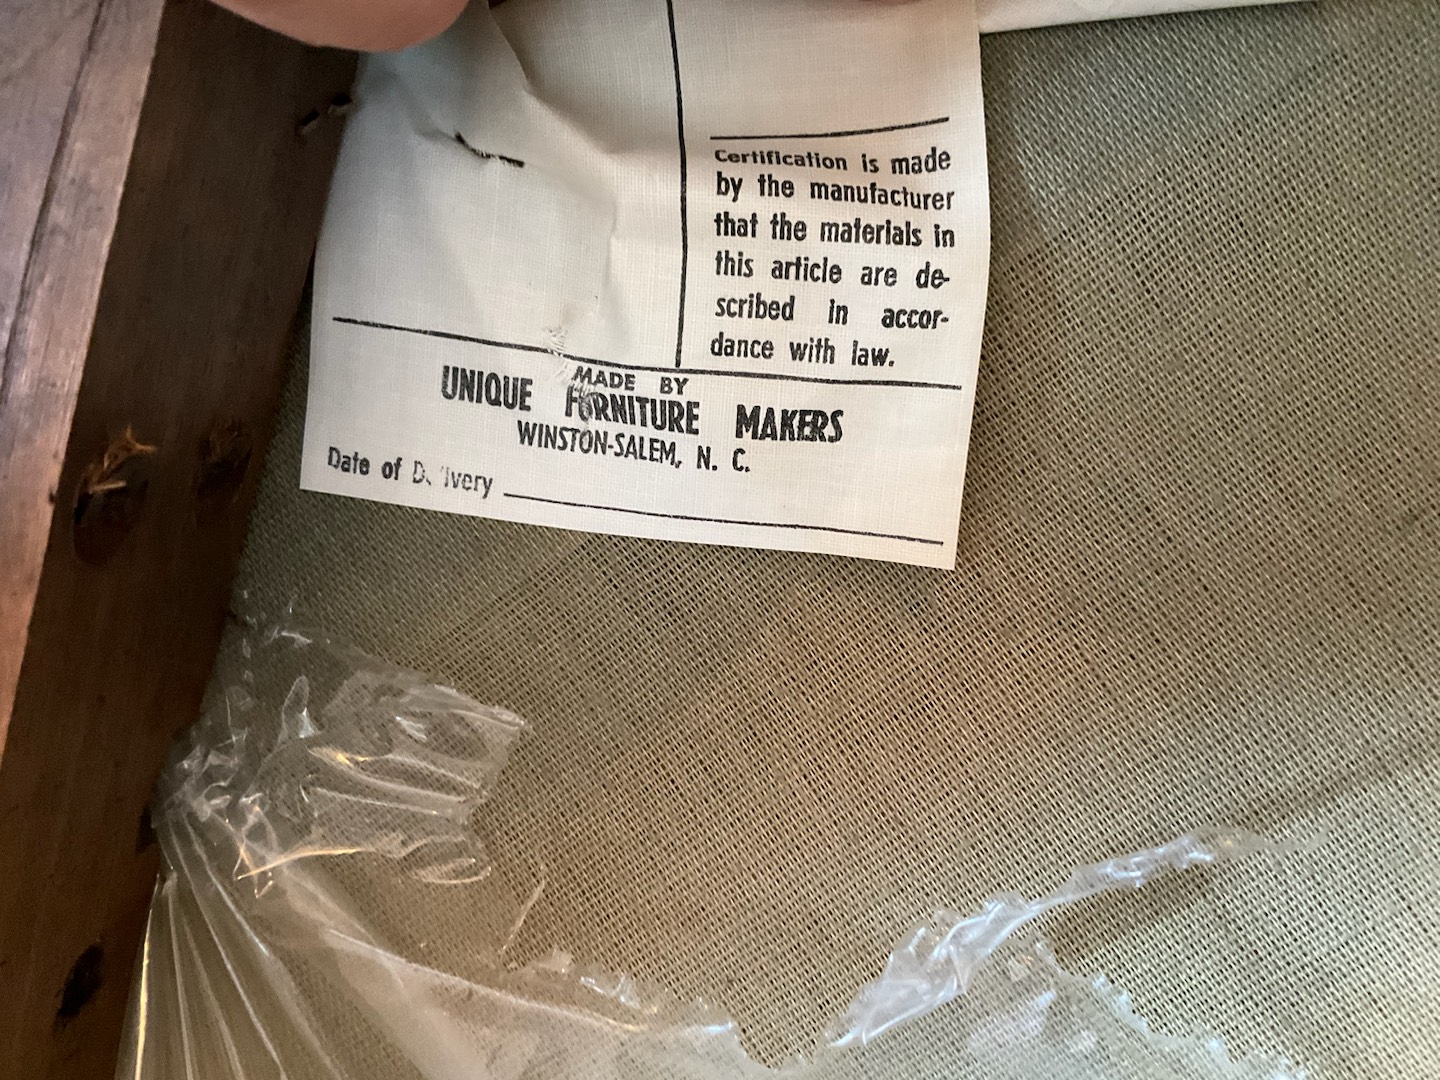 Certification is made
by the manufacturer
that the materials in
this article are de-
scribed in accor-
dance with law.
MADE BY
UNIQUE FURNITURE MAKERS
WINSTON-SALEM, N. C.
Date of Delivery